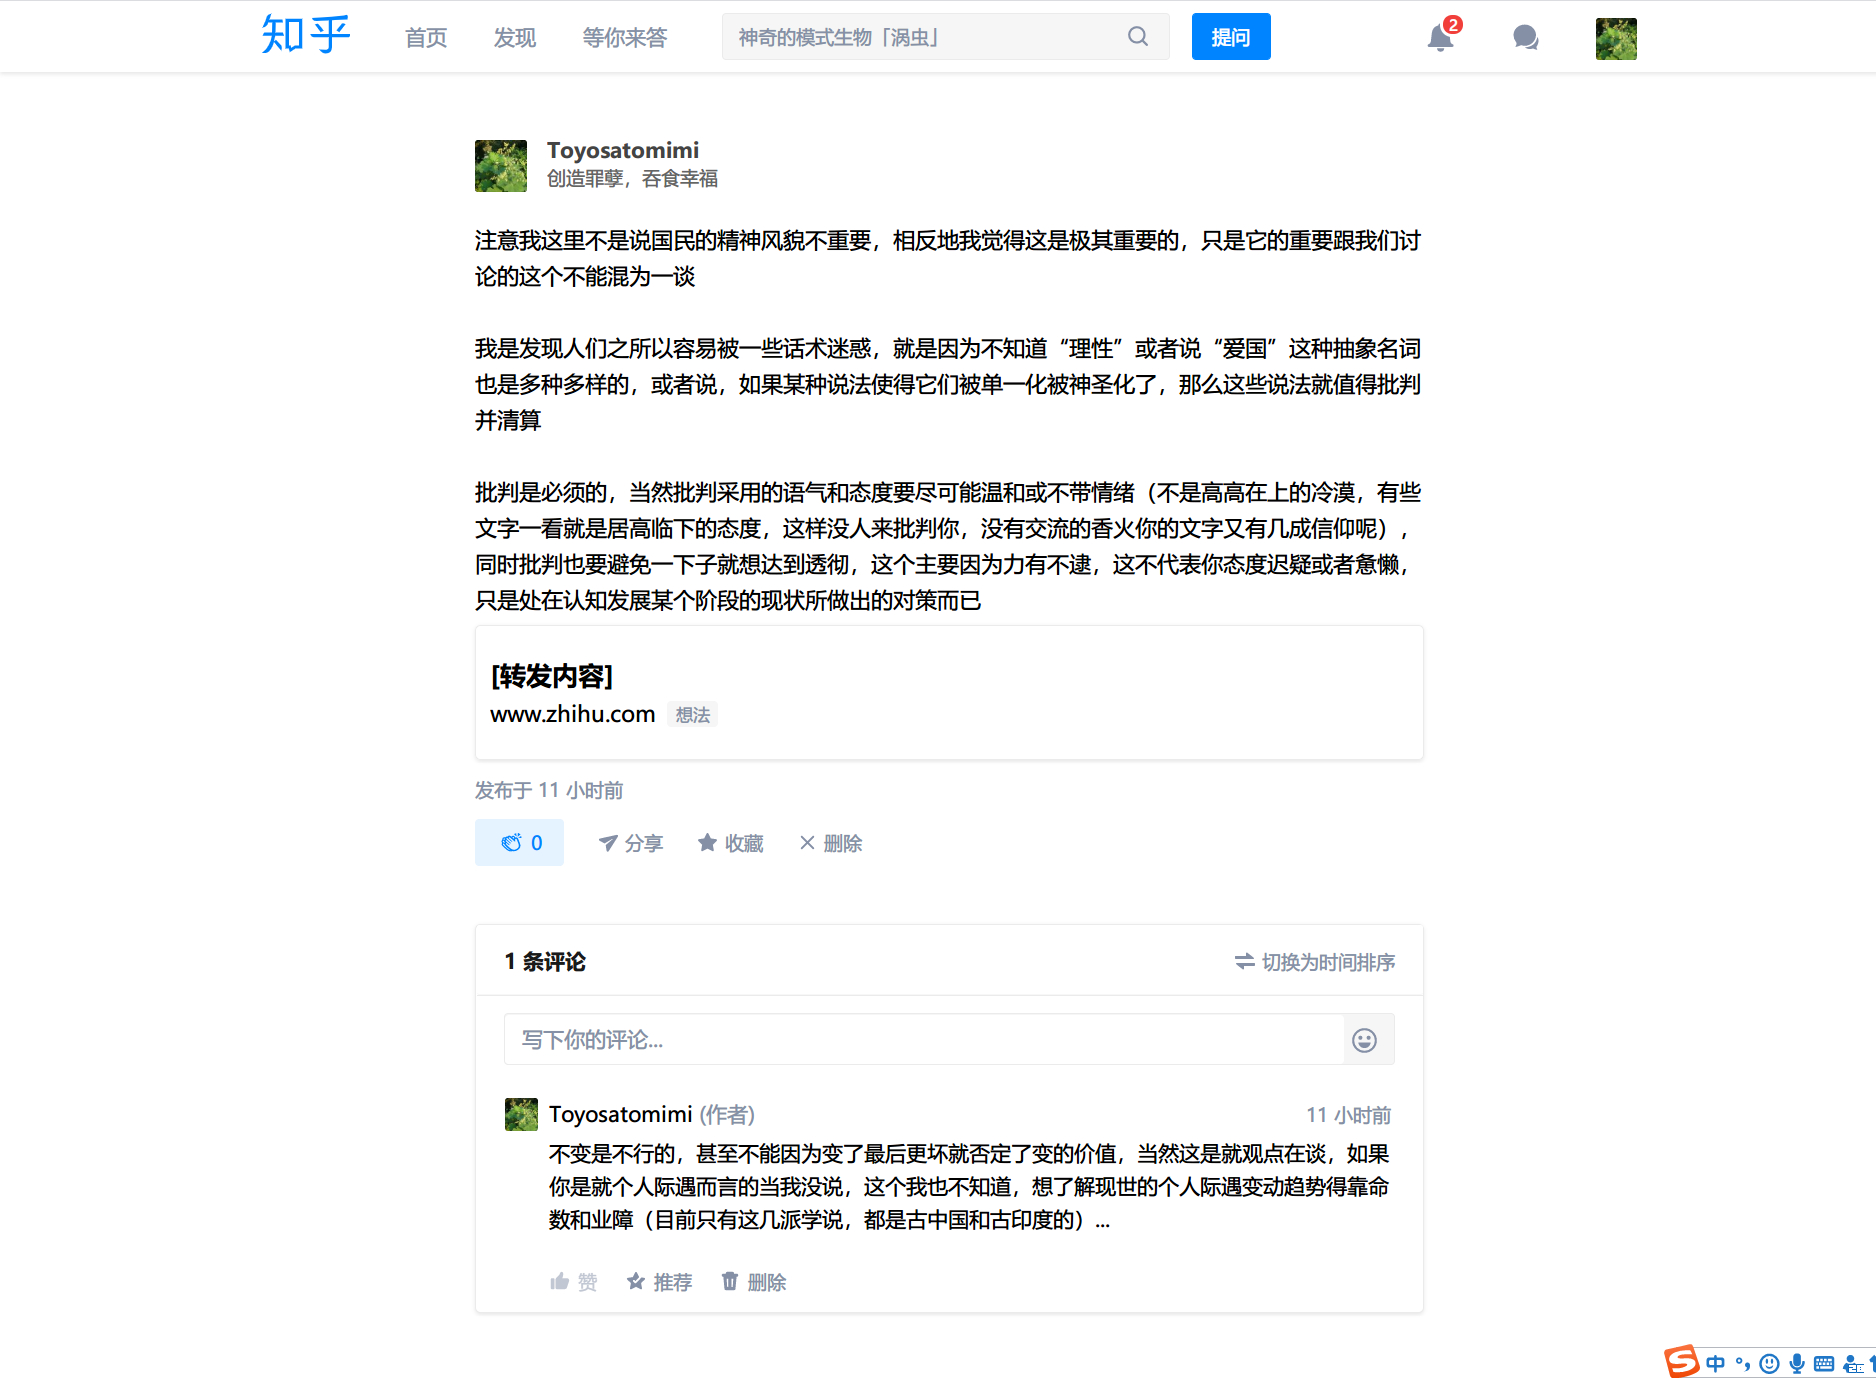 知乎 首页 发现 等你来答 神奇的模式生物「涡虫」 提问 2
Toyosatomimi
创造罪孽，吞食幸福
注意我这里不是说国民的精神风貌不重要，相反地我觉得这是极其重要的，只是它的重要跟我们讨
论的这个不能混为一谈
我是发现人们之所以容易被一些话术迷惑，就是因为不知道“理性”或者说“爱国”这种抽象名词
也是多种多样的，或者说，如果某种说法使得它们被单一化被神圣化了，那么这些说法就值得批判
并清算
批判是必须的，当然批判采用的语气和态度要尽可能温和或不带情绪（不是高高在上的冷漠，有些
文字一看就是居高临下的态度，这样没人来批判你，没有交流的香火你的文字又有几成信仰呢），
同时批判也要避免一下子就想达到透彻，这个主要因为力有不逮，这不代表你态度迟疑或者惫懒，
只是处在认知发展某个阶段的现状所做出的对策而已
[转发内容]
www.zhihu.com 想法
发布于 11 小时前
0 分享 收藏 删除
1 条评论 切换为时间排序
写下你的评论...
Toyosatomimi (作者) 11 小时前
不变是不行的，甚至不能因为变了最后更坏就否定了变的价值，当然这是就观点在谈，如果
你是就个人际遇而言的当我没说，这个我也不知道，想了解现世的个人际遇变动趋势得靠命
数和业障（目前只有这几派学说，都是古中国和古印度的）...
赞 推荐 删除
S 中